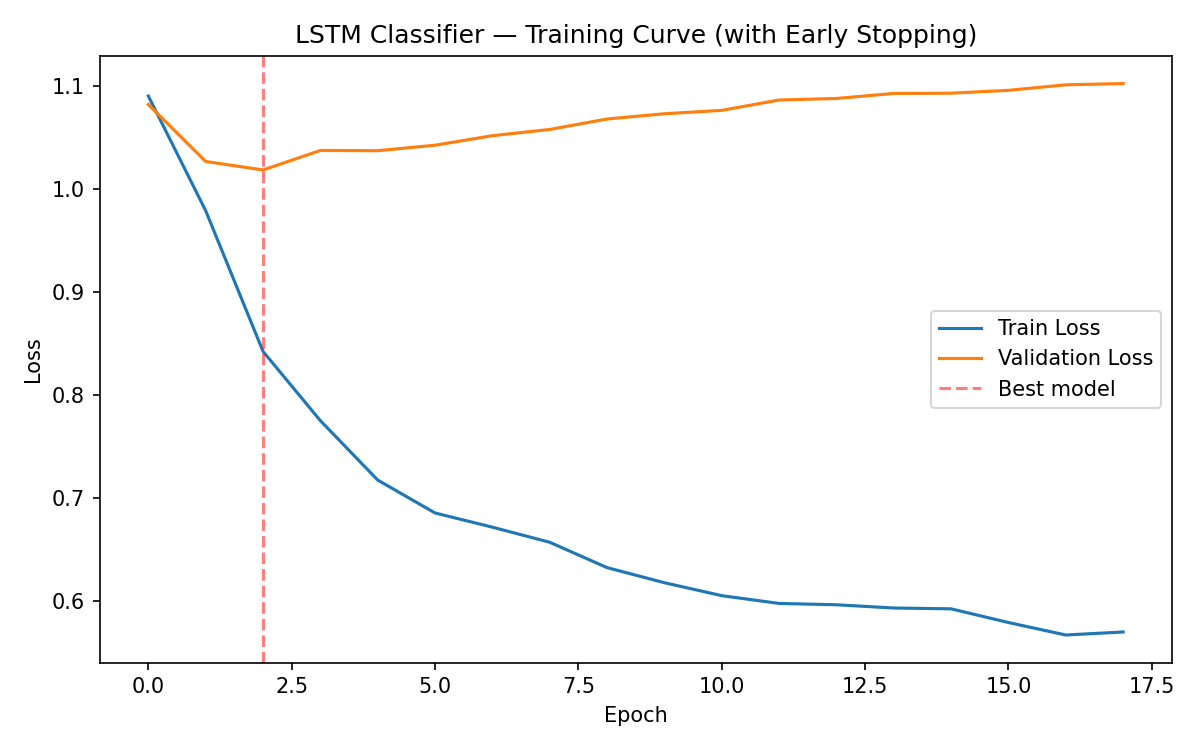 LSTM Classifier — Training Curve (with Early Stopping)
1.1
1.0
0.9
0.8
0.7
0.6
Loss
Train Loss
Validation Loss
Best model
0.0 2.5 5.0 7.5 10.0 12.5 15.0 17.5
Epoch